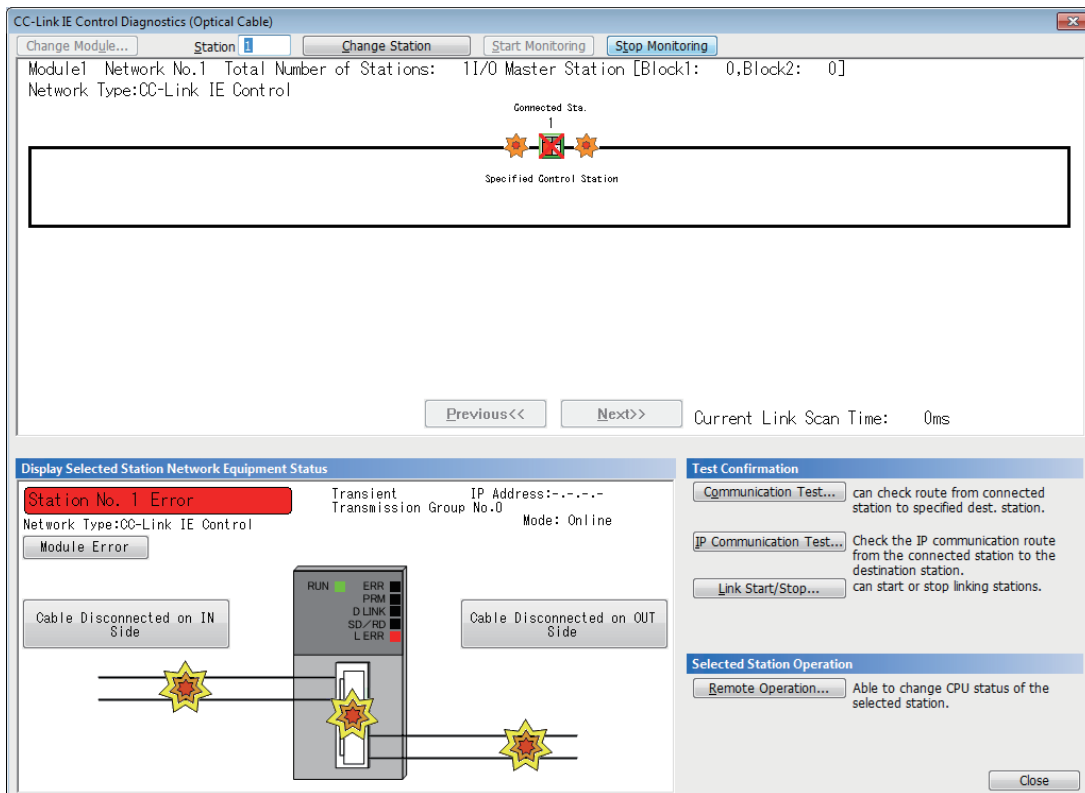 CC-Link IE Control Diagnostics (Optical Cable)
Change Module... Station 1 Change Station Start Monitoring Stop Monitoring
Module1 Network No.1 Total Number of Stations: 1I/O Master Station [Block1: 0,Block2: 0]
Network Type:CC-Link IE Control
Connected Sta.
1
Specified Control Station
Previous<< Next>> Current Link Scan Time: 0ms
Display Selected Station Network Equipment Status
Station No. 1 Error
Transient IP Address:-.-.-.-
Transmission Group No.0
Network Type:CC-Link IE Control
Mode: Online
Module Error
RUN ERR
PRM
D LINK
SD/RD
L ERR
Cable Disconnected on IN
Side
Cable Disconnected on OUT
Side
Test Confirmation
Communication Test... can check route from connected
station to specified dest. station.
IP Communication Test... Check the IP communication route
from the connected station to the
destination station.
Link Start/Stop... can start or stop linking stations.
Selected Station Operation
Remote Operation... Able to change CPU status of the
selected station.
Close